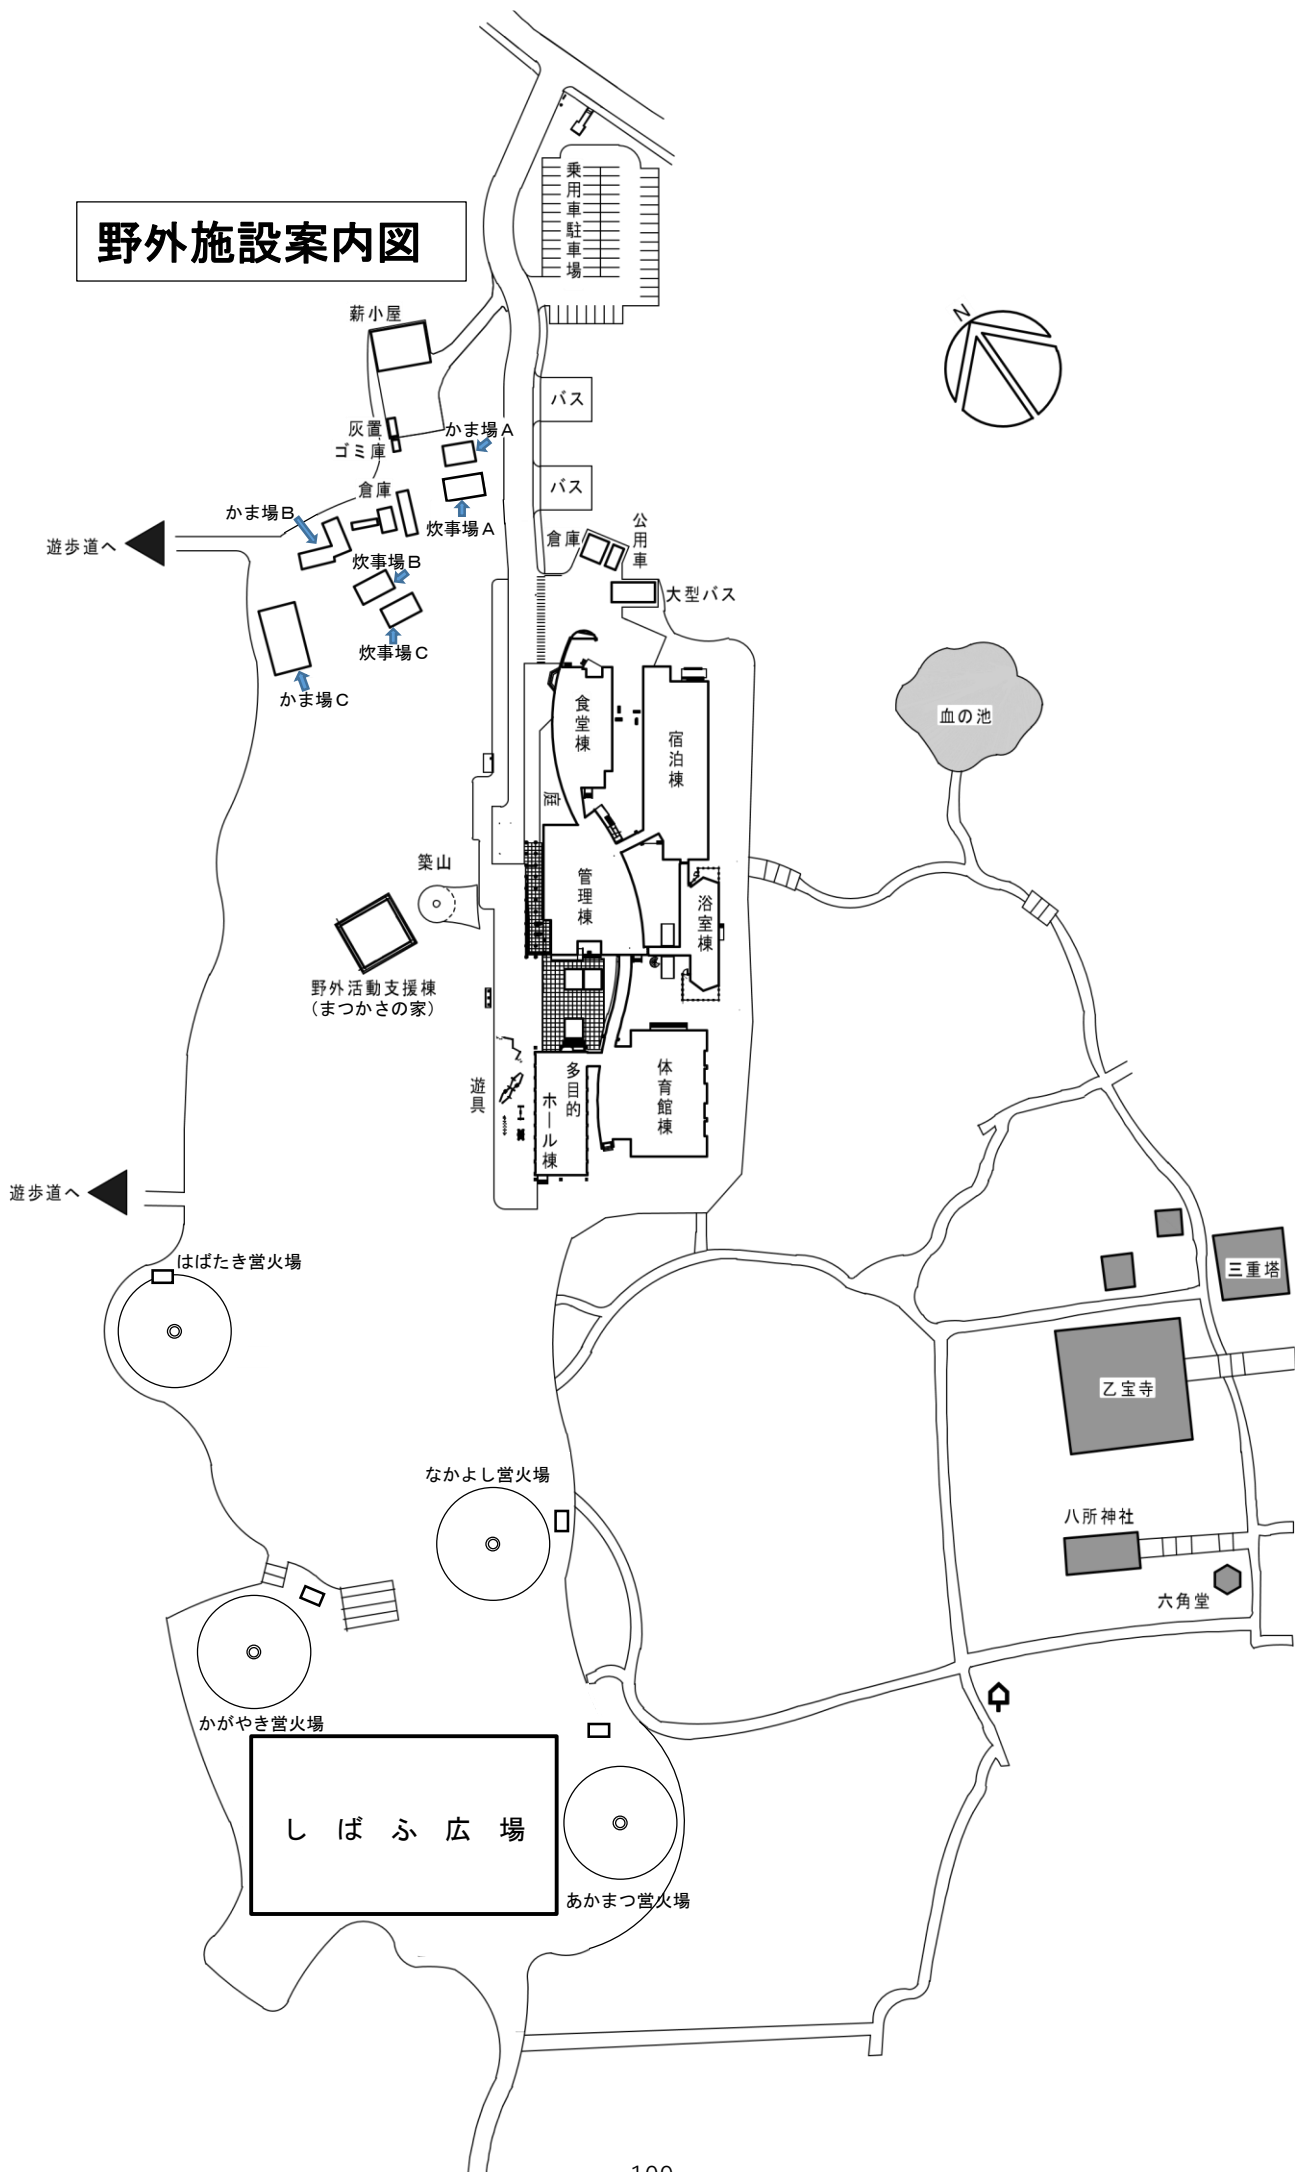 野外施設案内図
乗用車駐車場
N
薪小屋
バス
灰置
かま場A
ゴミ庫
倉庫
バス
かま場B
炊事場A
公用車
倉庫
遊歩道へ
炊事場B
大型バス
炊事場C
かま場C
食堂棟
宿泊棟
血の池
庭
築山
管理棟
浴室棟
野外活動支援棟
(まつかさの家)
遊具
多目的
ホール棟
体育館棟
遊歩道へ
はばたき営火場
三重塔
乙宝寺
なかよし営火場
八所神社
六角堂
かがやき営火場
しばふ広場
あかまつ営火場